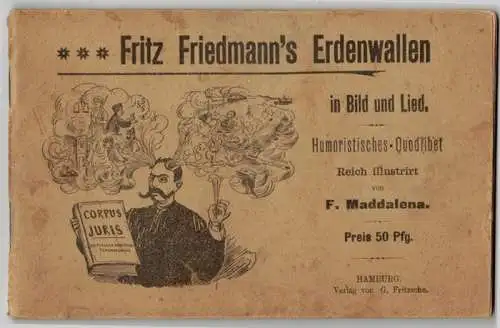 *** Fritz Friedmann's Erdenwallen
in Bild und Lied.
Humoristisches Quodlibet
Reich illustrirt
von
F. Maddalena.
Preis 50 Pfg.
HAMBURG.
Verlag von G. Fritzsche.
CORPUS
JURIS